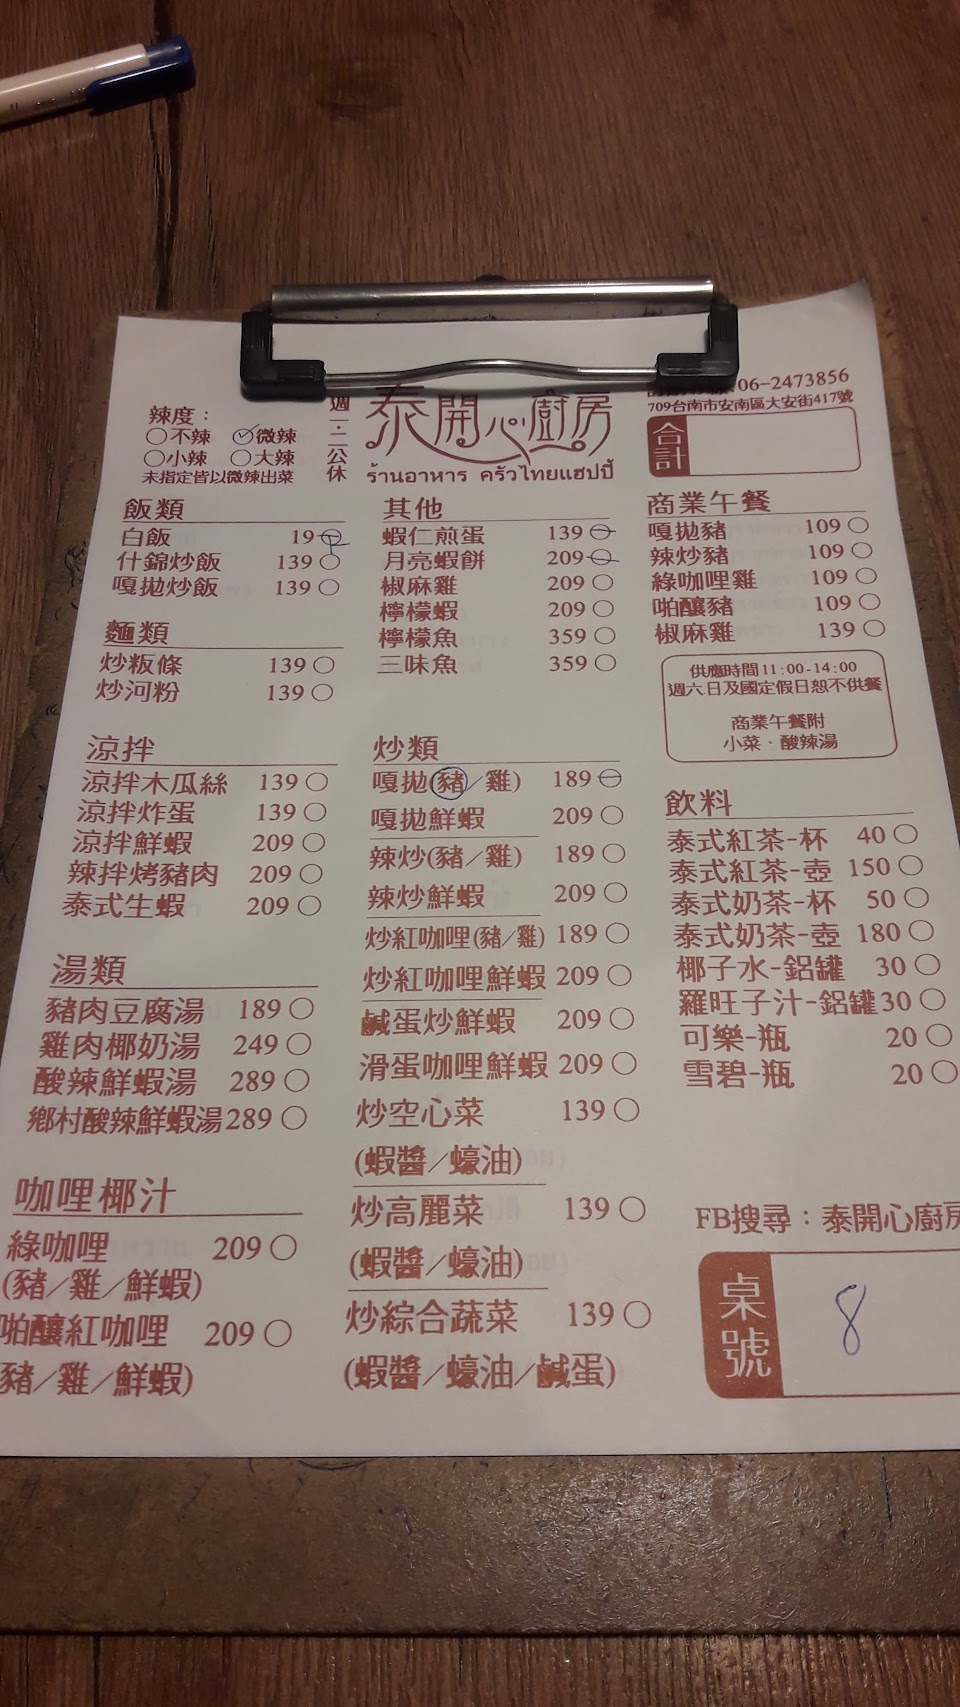 辣度：
○不辣 ○微辣
○小辣 ○大辣
未指定皆以微辣出菜
週一・二公休
泰開心廚房
ร้านอาหาร ครัวไทยแฮปปี้
06-2473856
709台南市安南區大安街417號
合計
飯類
白飯 19○
什錦炒飯 139○
嘎拋炒飯 139○
麵類
炒粄條 139○
炒河粉 139○
涼拌
涼拌木瓜絲 139○
涼拌炸蛋 139○
涼拌鮮蝦 209○
辣拌烤豬肉 209○
泰式生蝦 209○
湯類
豬肉豆腐湯 189○
雞肉椰奶湯 249○
酸辣鮮蝦湯 289○
鄉村酸辣鮮蝦湯289○
咖哩椰汁
綠咖哩 209○
(豬／雞／鮮蝦)
啪釀紅咖哩 209○
豬／雞／鮮蝦)
其他
蝦仁煎蛋 139○
月亮蝦餅 209○
椒麻雞 209○
檸檬蝦 209○
檸檬魚 359○
三味魚 359○
炒類
嘎拋(豬／雞) 189○
嘎拋鮮蝦 209○
辣炒(豬／雞) 189○
辣炒鮮蝦 209○
炒紅咖哩(豬／雞) 189○
炒紅咖哩鮮蝦 209○
鹹蛋炒鮮蝦 209○
滑蛋咖哩鮮蝦 209○
炒空心菜 139○
(蝦醬／蠔油)
炒高麗菜 139○
(蝦醬／蠔油)
炒綜合蔬菜 139○
(蝦醬／蠔油／鹹蛋)
商業午餐
嘎拋豬 109○
辣炒豬 109○
綠咖哩雞 109○
啪釀豬 109○
椒麻雞 139○
供應時間11:00-14:00
週六.日及國定假日恕不供餐
商業午餐附
小菜、酸辣湯
飲料
泰式紅茶-杯 40○
泰式紅茶-壺 150○
泰式奶茶-杯 50○
泰式奶茶-壺 180○
椰子水-鋁罐 30○
羅旺子汁-鋁罐30○
可樂-瓶 20○
雪碧-瓶 20○
FB搜尋：泰開心廚房
桌號
8